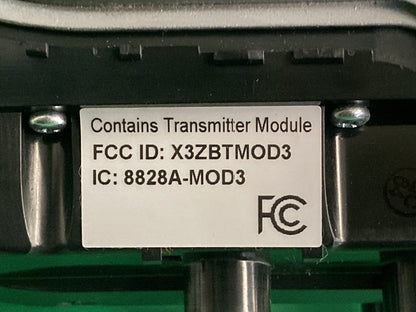 Contains Transmitter Module
FCC ID: X3ZBTMOD3
IC: 8828A-MOD3
FC